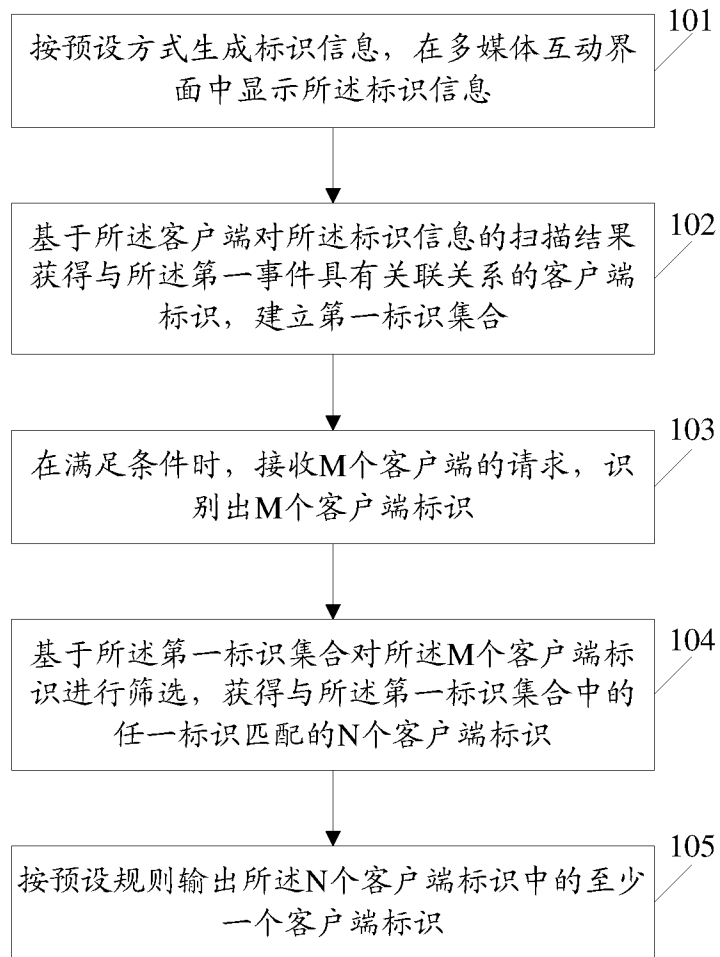 按预设方式生成标识信息，在多媒体互动界
面中显示所述标识信息
101
基于所述客户端对所述标识信息的扫描结果
获得与所述第一事件具有关联关系的客户端
标识，建立第一标识集合
102
在满足条件时，接收M个客户端的请求，识
别出M个客户端标识
103
基于所述第一标识集合对所述M个客户端标
识进行筛选，获得与所述第一标识集合中的
任一标识匹配的N个客户端标识
104
按预设规则输出所述N个客户端标识中的至少
一个客户端标识
105